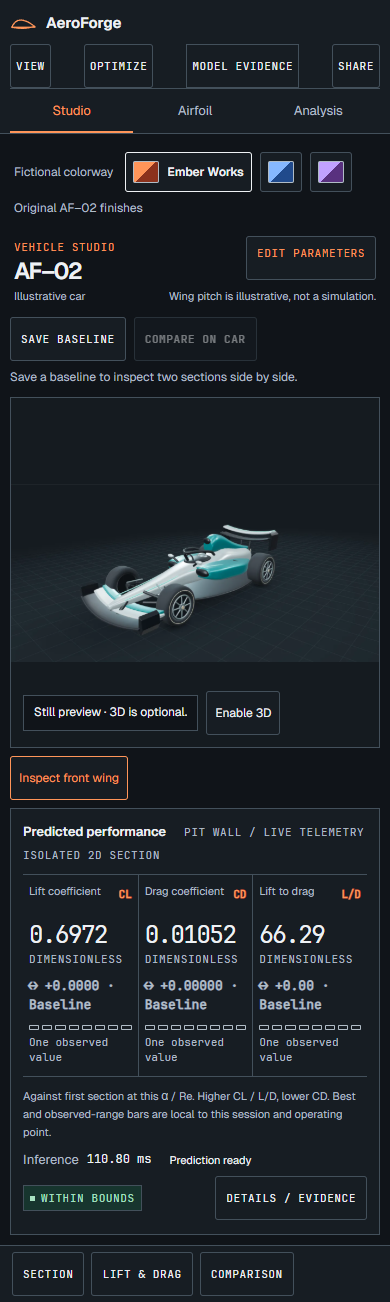 AeroForge
VIEW OPTIMIZE MODEL EVIDENCE SHARE
Studio Airfoil Analysis
Fictional colorway Ember Works
Original AF–02 finishes
VEHICLE STUDIO
AF–02
EDIT PARAMETERS
Illustrative car Wing pitch is illustrative, not a simulation.
SAVE BASELINE COMPARE ON CAR
Save a baseline to inspect two sections side by side.
Still preview · 3D is optional. Enable 3D
Inspect front wing
Predicted performance PIT WALL / LIVE TELEMETRY
ISOLATED 2D SECTION
Lift coefficient CL Drag coefficient CD Lift to drag L/D
0.6972 0.01052 66.29
DIMENSIONLESS DIMENSIONLESS DIMENSIONLESS
↔ +0.0000 · ↔ +0.00000 · ↔ +0.00 ·
Baseline Baseline Baseline
One observed One observed One observed
value value value
Against first section at this α / Re. Higher CL / L/D, lower CD. Best
and observed-range bars are local to this session and operating
point.
Inference 110.80 ms Prediction ready
WITHIN BOUNDS DETAILS / EVIDENCE
SECTION LIFT & DRAG COMPARISON